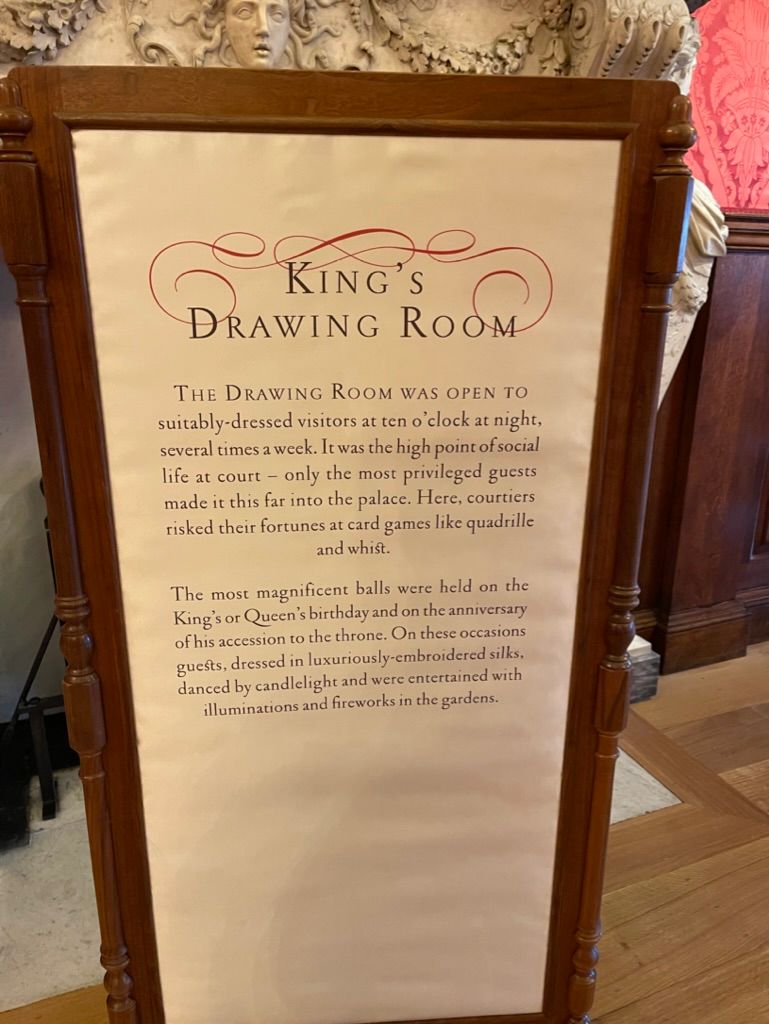 KING'S
DRAWING ROOM
THE DRAWING ROOM WAS OPEN TO
suitably-dressed visitors at ten o'clock at night,
several times a week. It was the high point of social
life at court – only the most privileged guests
made it this far into the palace. Here, courtiers
risked their fortunes at card games like quadrille
and whist.
The most magnificent balls were held on the
King's or Queen's birthday and on the anniversary
of his accession to the throne. On these occasions
guests, dressed in luxuriously-embroidered silks,
danced by candlelight and were entertained with
illuminations and fireworks in the gardens.